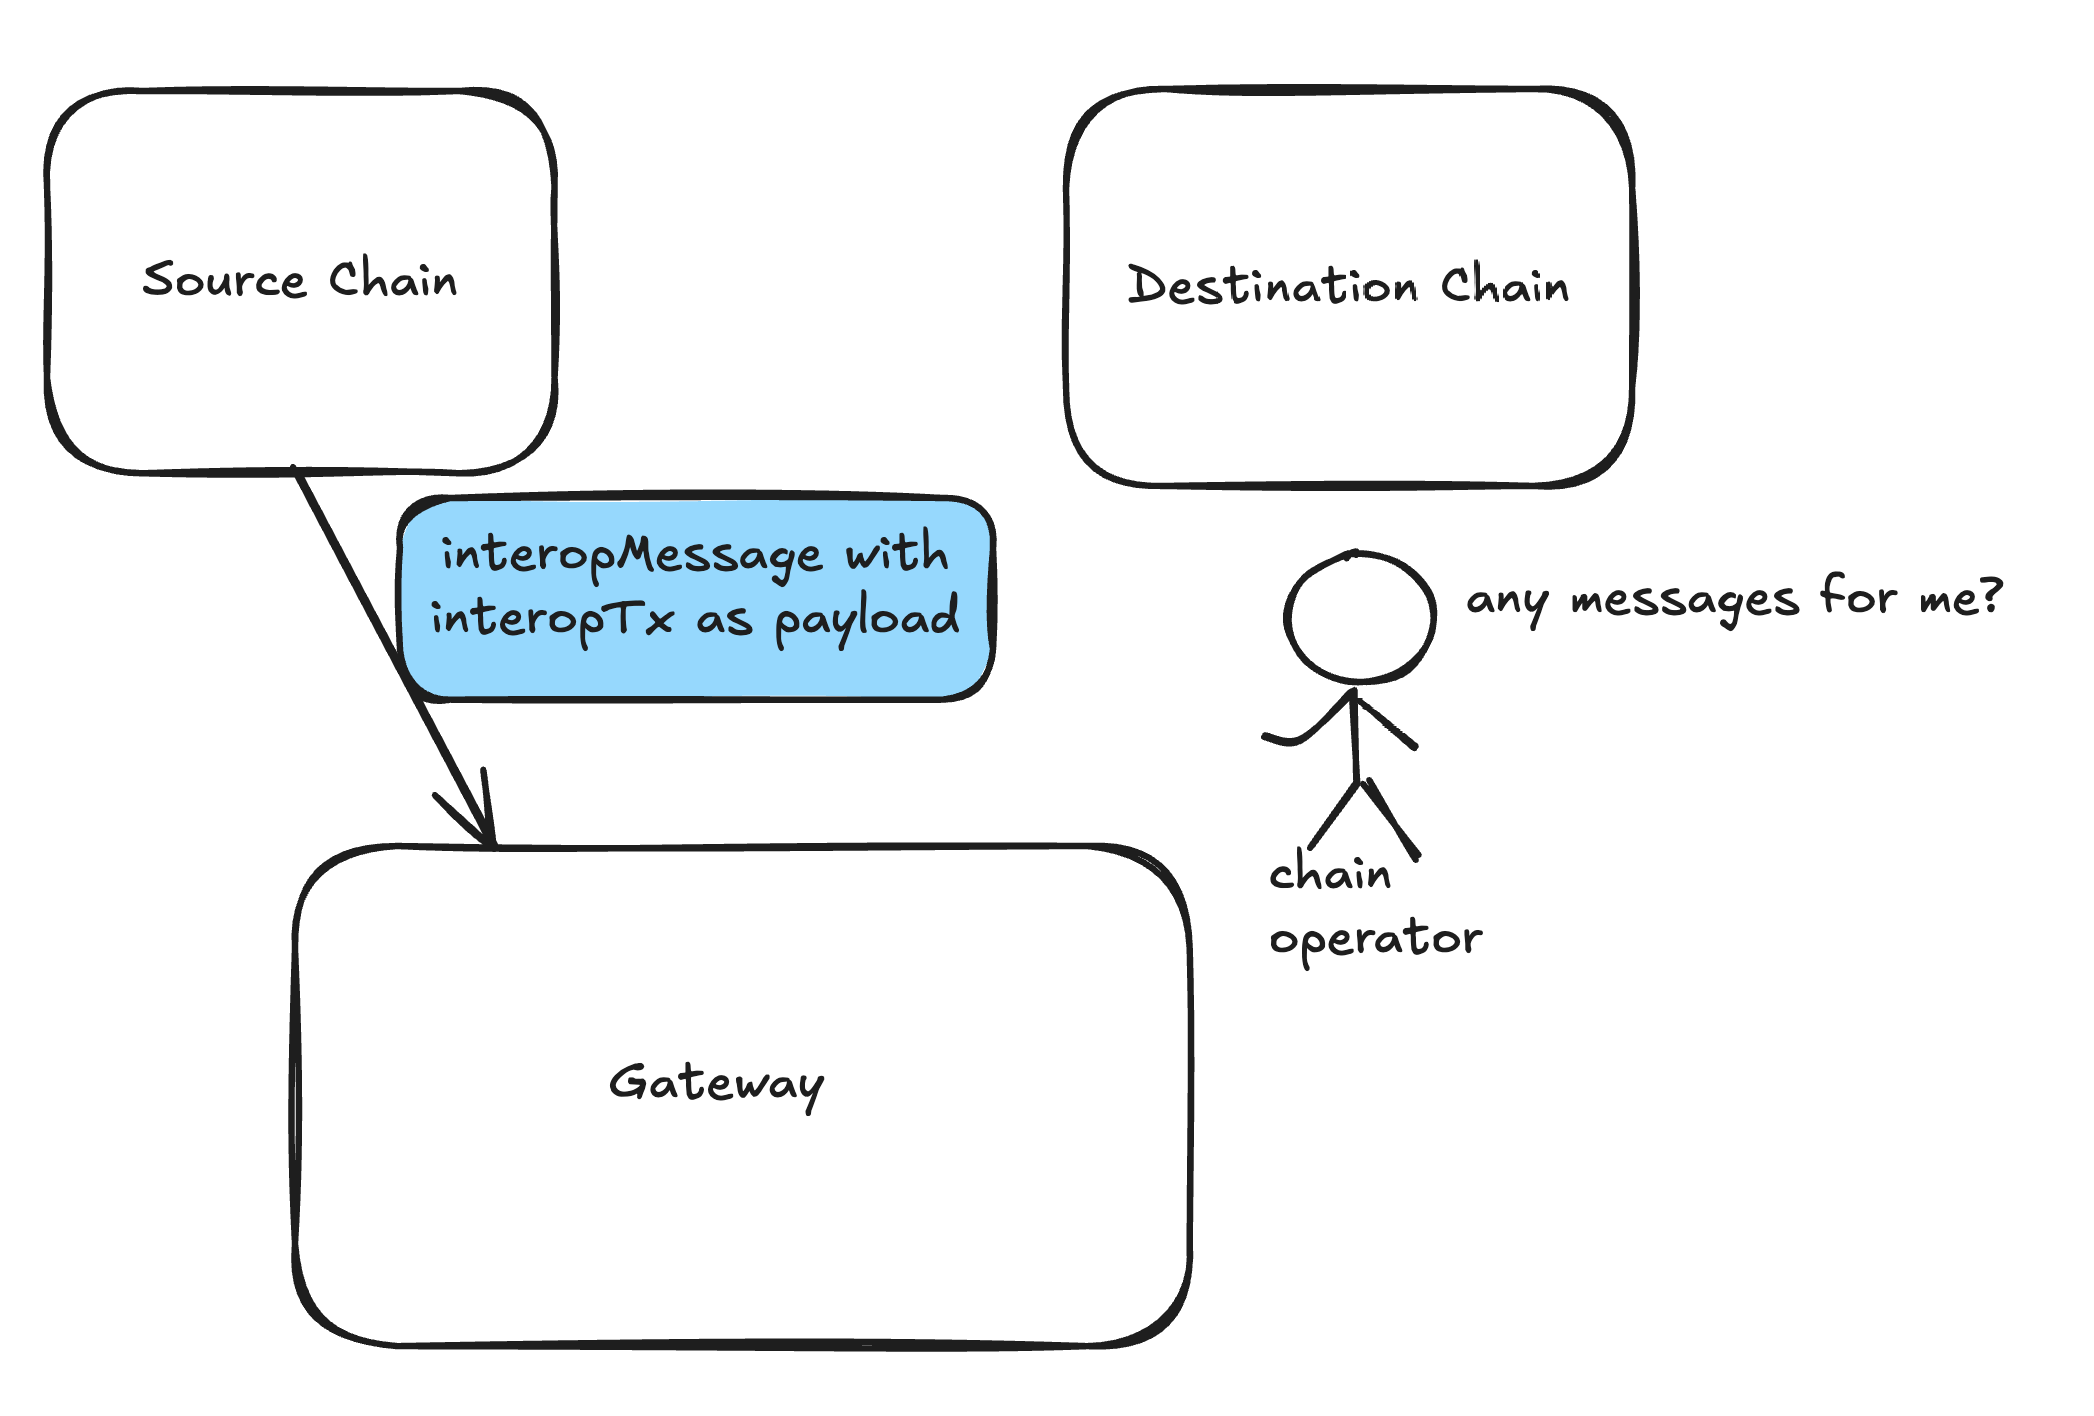 Source Chain
Destination Chain
interopMessage with
interopTx as payload
any messages for me?
chain
operator
Gateway